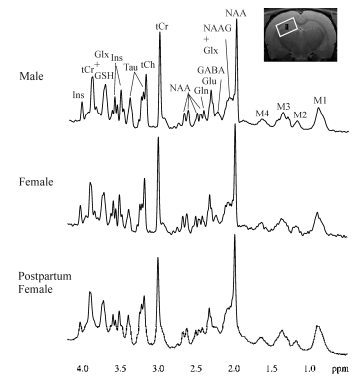 NAA
tCr
NAAG
+
Glx
Glx
+
GSH
Ins
Tau
tCh
GABA
Glu
Gln
NAA
tCr
Ins
Male
M4
M3
M2
M1
Female
Postpartum
Female
4.0 3.5 3.0 2.5 2.0 1.5 1.0 ppm